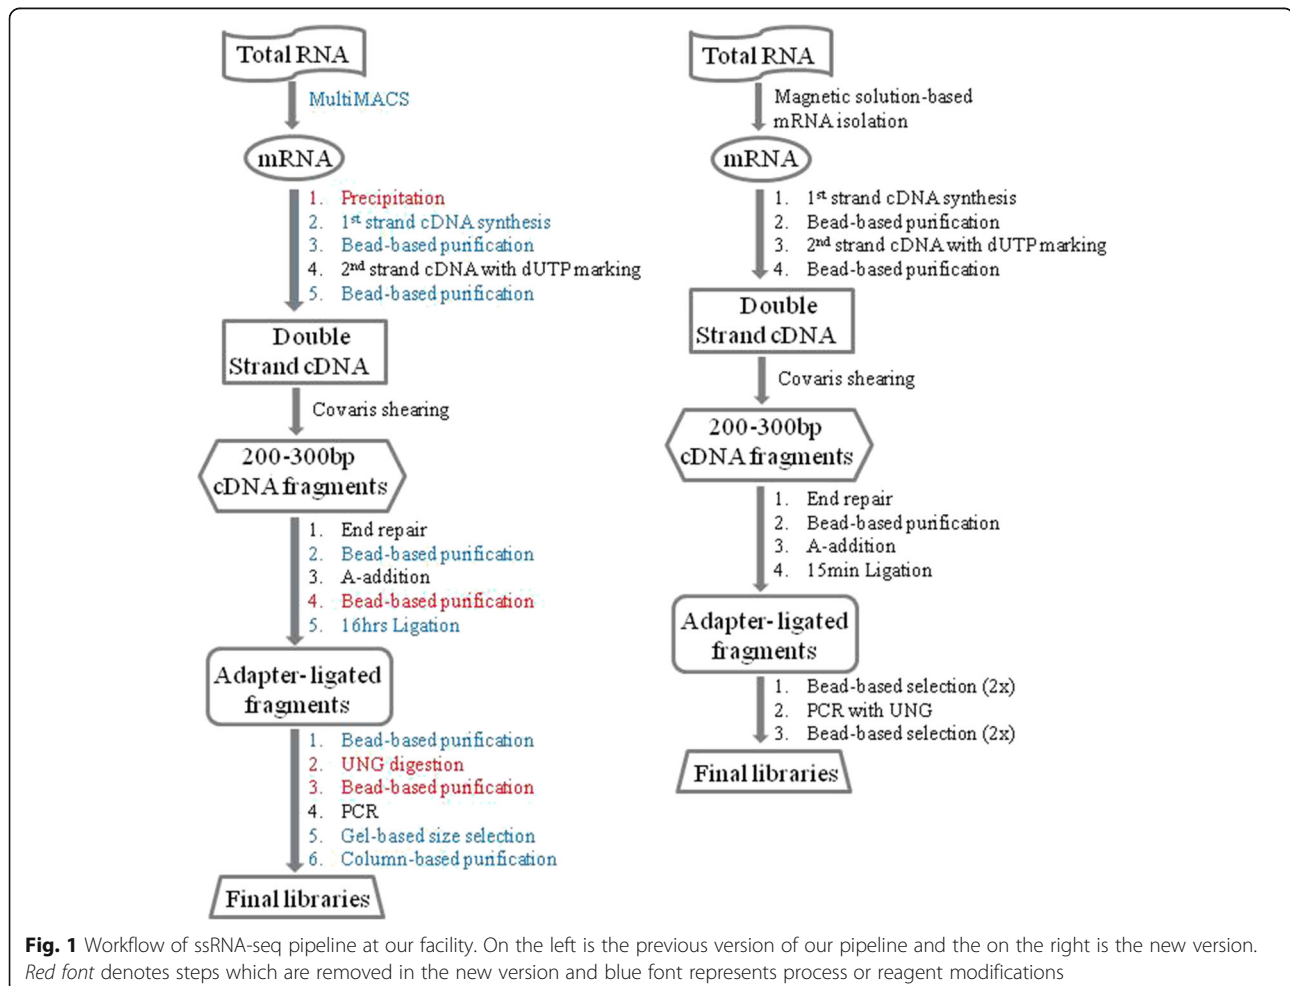 Total RNA
MultiMACS
mRNA
1. Precipitation
2. 1st strand cDNA synthesis
3. Bead-based purification
4. 2nd strand cDNA with dUTP marking
5. Bead-based purification
Double
Strand cDNA
Covaris shearing
200-300bp
cDNA fragments
1. End repair
2. Bead-based purification
3. A-addition
4. Bead-based purification
5. 16hrs Ligation
Adapter-ligated
fragments
1. Bead-based purification
2. UNG digestion
3. Bead-based purification
4. PCR
5. Gel-based size selection
6. Column-based purification
Final libraries
Total RNA
Magnetic solution-based
mRNA isolation
mRNA
1. 1st strand cDNA synthesis
2. Bead-based purification
3. 2nd strand cDNA with dUTP marking
4. Bead-based purification
Double
Strand cDNA
Covaris shearing
200-300bp
cDNA fragments
1. End repair
2. Bead-based purification
3. A-addition
4. 15min Ligation
Adapter-ligated
fragments
1. Bead-based selection (2x)
2. PCR with UNG
3. Bead-based selection (2x)
Final libraries
Fig. 1 Workflow of ssRNA-seq pipeline at our facility. On the left is the previous version of our pipeline and the on the right is the new version.
Red font denotes steps which are removed in the new version and blue font represents process or reagent modifications